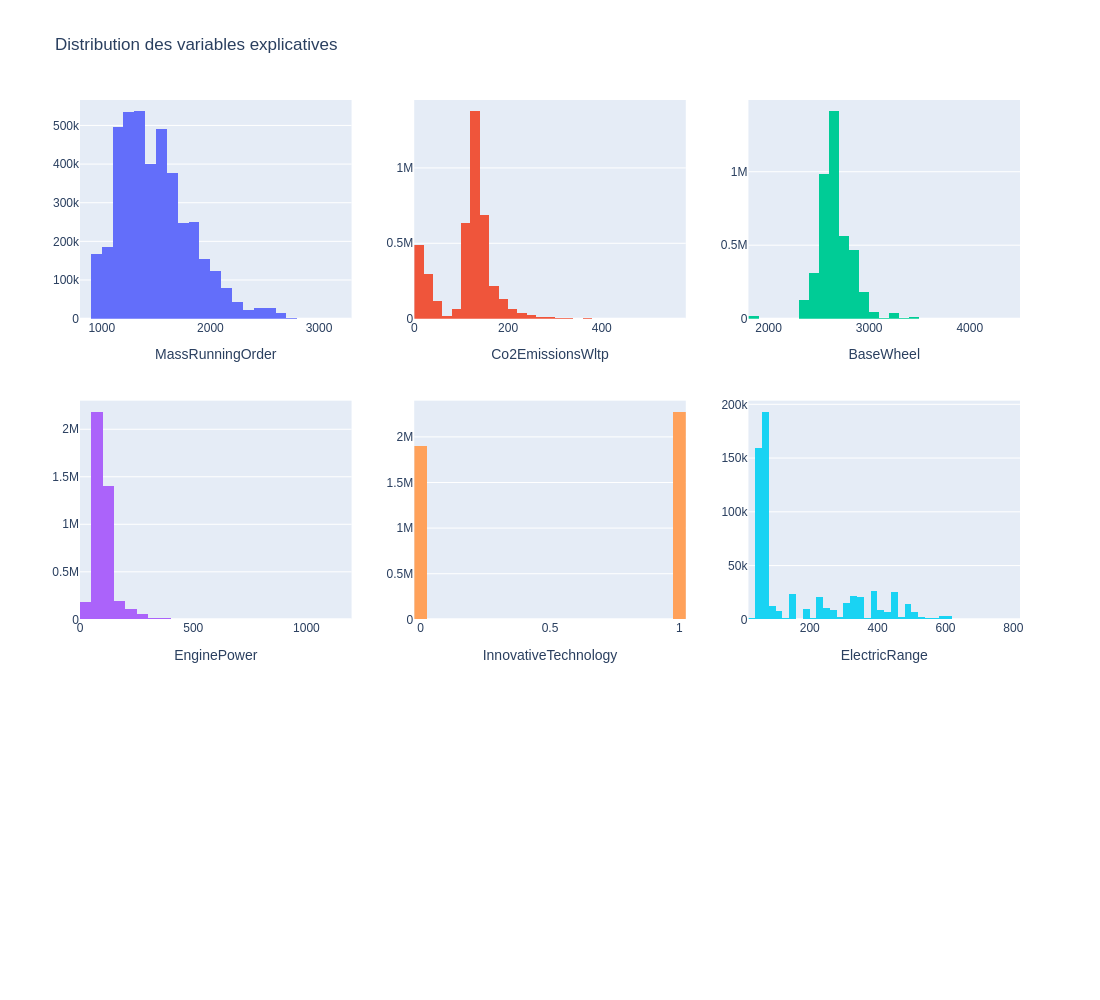 Distribution des variables explicatives
500k
400k
300k
200k
100k
0
1000 2000 3000
MassRunningOrder
1M
0.5M
0
0 200 400
Co2EmissionsWltp
1M
0.5M
0
2000 3000 4000
BaseWheel
2M
1.5M
1M
0.5M
0
0 500 1000
EnginePower
2M
1.5M
1M
0.5M
0
0 0.5 1
InnovativeTechnology
200k
150k
100k
50k
0
200 400 600 800
ElectricRange